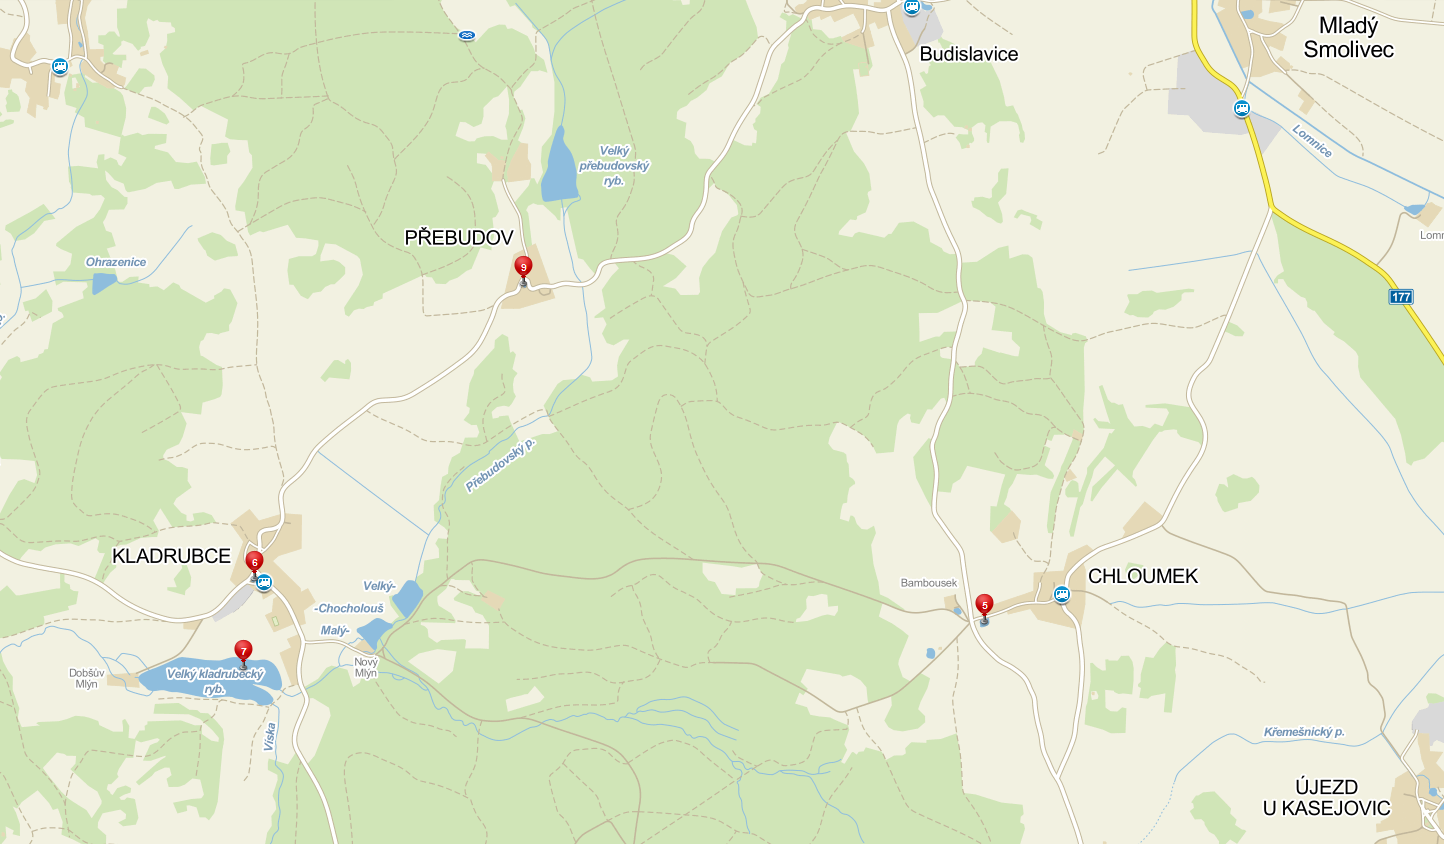 Mladý
Smolivec
Budislavice
Lomnice
Velký
přebudovský
ryb.
PŘEBUDOV
9
Ohrazenice
p.
177
Přebudovský p.
KLADRUBCE
6
Velký-
-Chocholouš
Malý-
Nový
Mlýn
7
Velký kladrubecký
ryb.
Dobšův
Mlýn
Víska
Bambousek
5
CHLOUMEK
Křemešnický p.
ÚJEZD
U KASEJOVIC